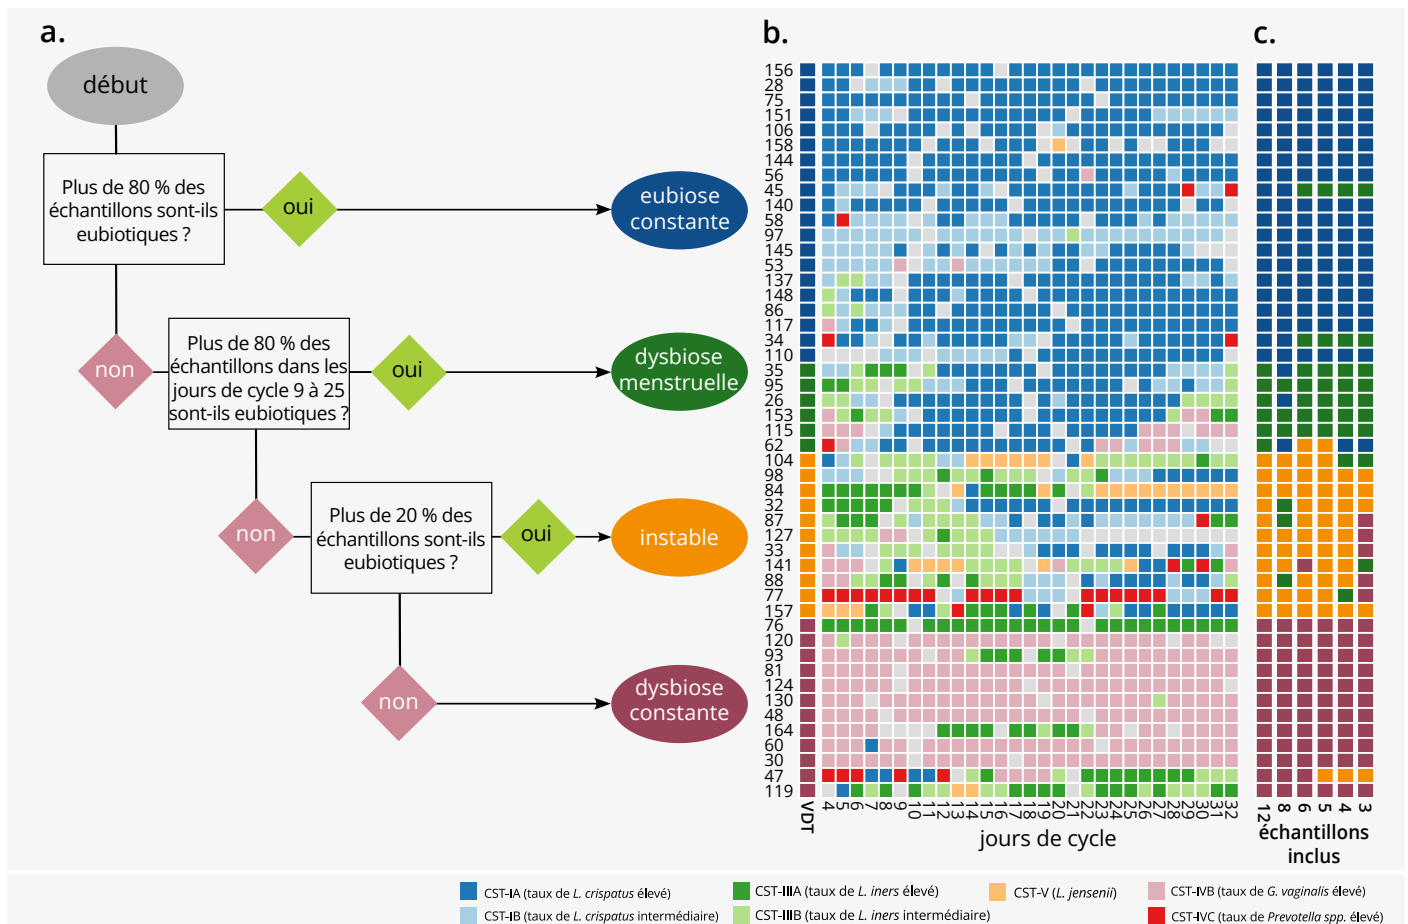 a.
début
Plus de 80 % des
échantillons sont-ils
eubiotiques ?
oui
eubiose
constante
non
Plus de 80 % des
échantillons dans les
jours de cycle 9 à 25
sont-ils eubiotiques ?
oui
dysbiose
menstruelle
non
Plus de 20 % des
échantillons sont-ils
eubiotiques ?
oui
instable
non
dysbiose
constante
b.
156
28
75
151
106
158
144
56
45
140
58
97
145
53
137
148
86
117
34
110
35
95
26
153
115
62
104
98
84
32
87
127
33
141
88
77
157
76
120
93
81
124
130
48
164
60
30
47
119
VDT 4 5 6 7 8 9 10 11 12 13 14 15 16 17 18 19 20 21 22 23 24 25 26 27 28 29 30 31 32
jours de cycle
c.
12 8 6 5 4 3
échantillons
inclus
CST-IA (taux de L. crispatus élevé)
CST-IB (taux de L. crispatus intermédiaire)
CST-IIIA (taux de L. iners élevé)
CST-IIIB (taux de L. iners intermédiaire)
CST-V (L. jensenii)
CST-IVB (taux de G. vaginalis élevé)
CST-IVC (taux de Prevotella spp. élevé)